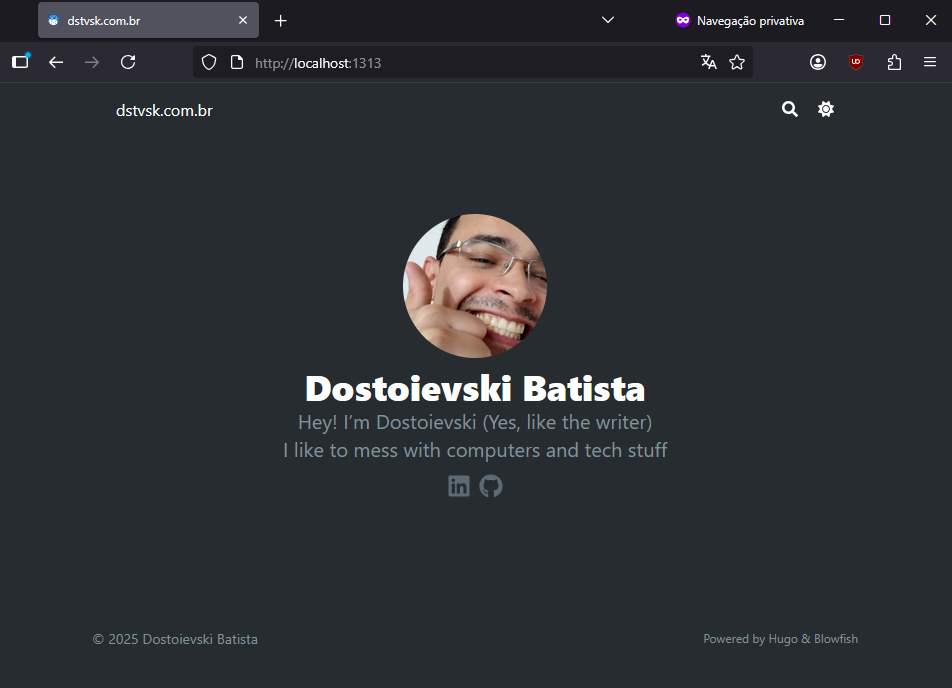 dstvsk.com.br
Navegação privativa
http://localhost:1313
dstvsk.com.br
Dostoievski Batista
Hey! I’m Dostoievski (Yes, like the writer)
I like to mess with computers and tech stuff
in
© 2025 Dostoievski Batista
Powered by Hugo & Blowfish